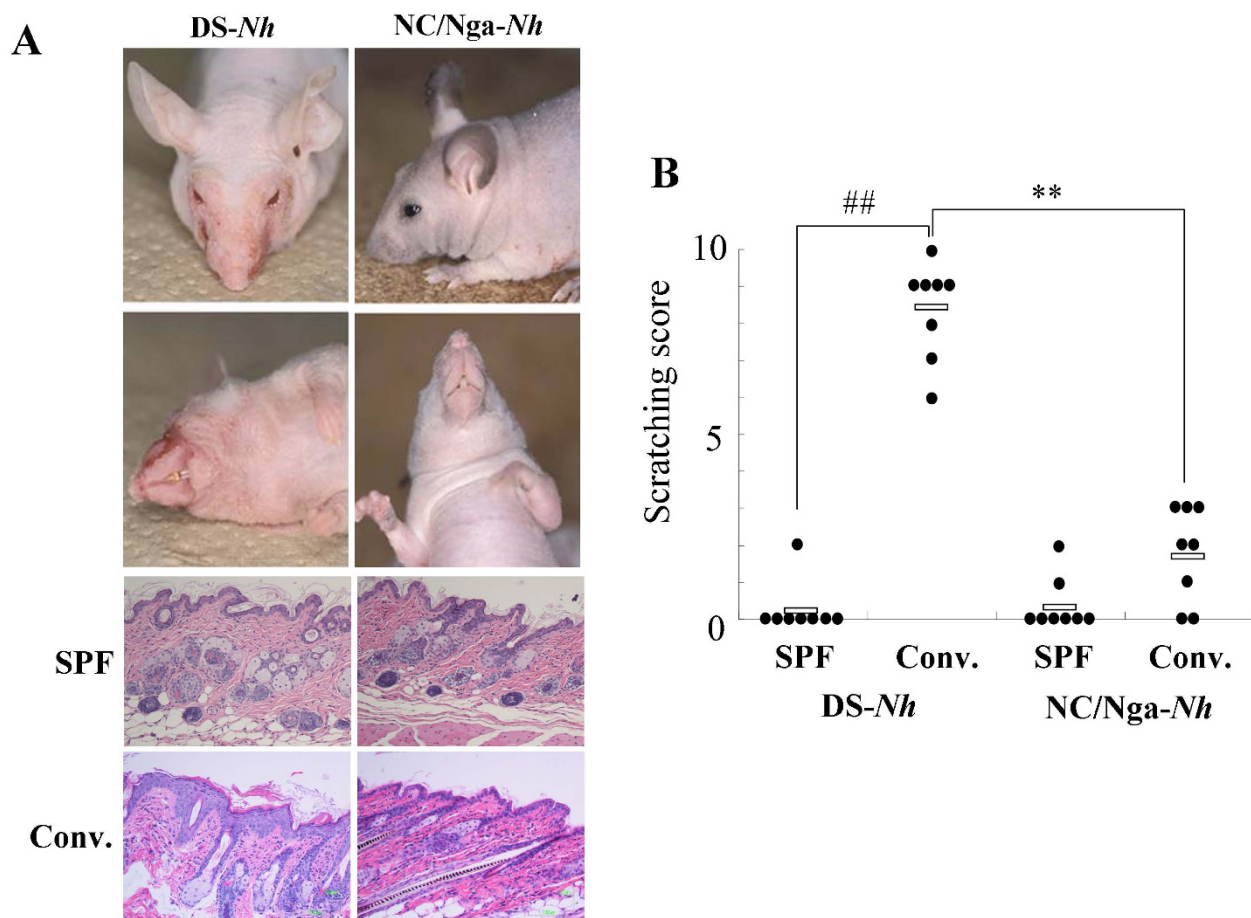 A
DS-Nh
NC/Nga-Nh
SPF
Conv.
B
##
**
Scratching score
10
5
0
SPF
Conv.
SPF
Conv.
DS-Nh
NC/Nga-Nh